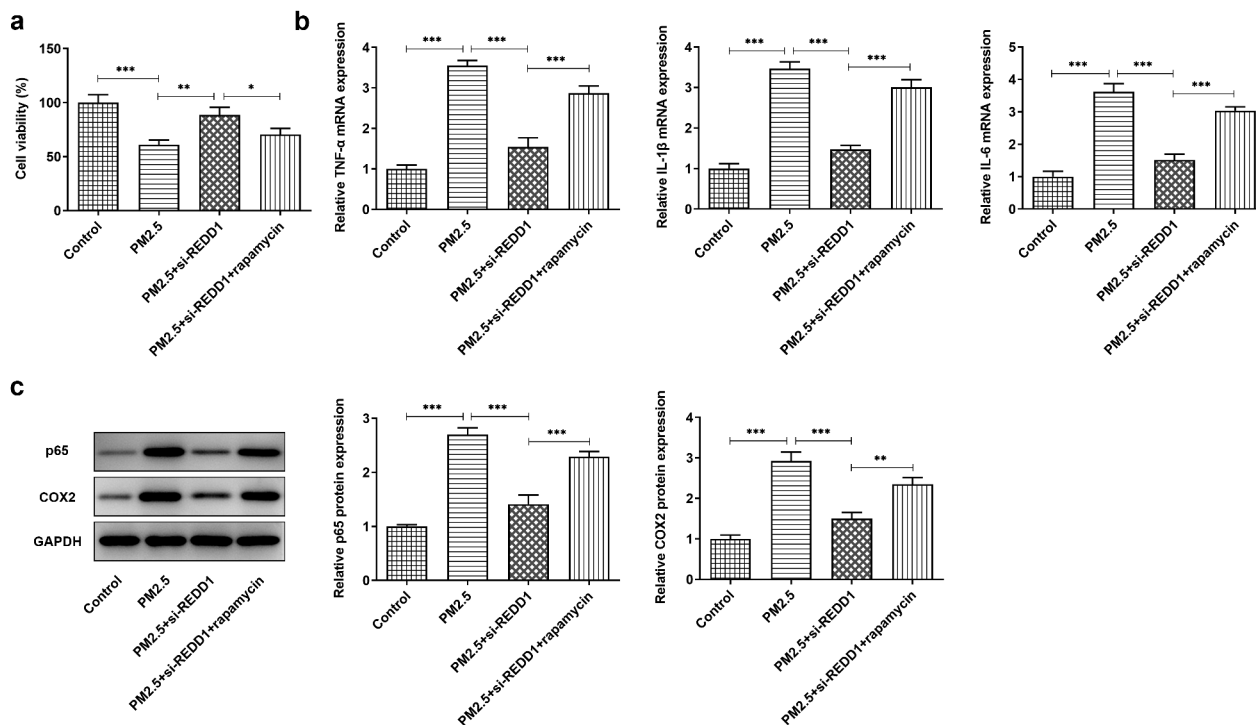 a
Cell viability (%)
150
100
50
0
***
**
*
Control
PM2.5
PM2.5+si-REDD1
PM2.5+si-REDD1+rapamycin
b
Relative TNF-α mRNA expression
4
3
2
1
0
***
***
***
Control
PM2.5
PM2.5+si-REDD1
PM2.5+si-REDD1+rapamycin
Relative IL-1β mRNA expression
4
3
2
1
0
***
***
***
Control
PM2.5
PM2.5+si-REDD1
PM2.5+si-REDD1+rapamycin
Relative IL-6 mRNA expression
5
4
3
2
1
0
***
***
***
Control
PM2.5
PM2.5+si-REDD1
PM2.5+si-REDD1+rapamycin
c
p65
COX2
GAPDH
Control
PM2.5
PM2.5+si-REDD1
PM2.5+si-REDD1+rapamycin
Relative p65 protein expression
3
2
1
0
***
***
***
Control
PM2.5
PM2.5+si-REDD1
PM2.5+si-REDD1+rapamycin
Relative COX2 protein expression
4
3
2
1
0
***
***
**
Control
PM2.5
PM2.5+si-REDD1
PM2.5+si-REDD1+rapamycin